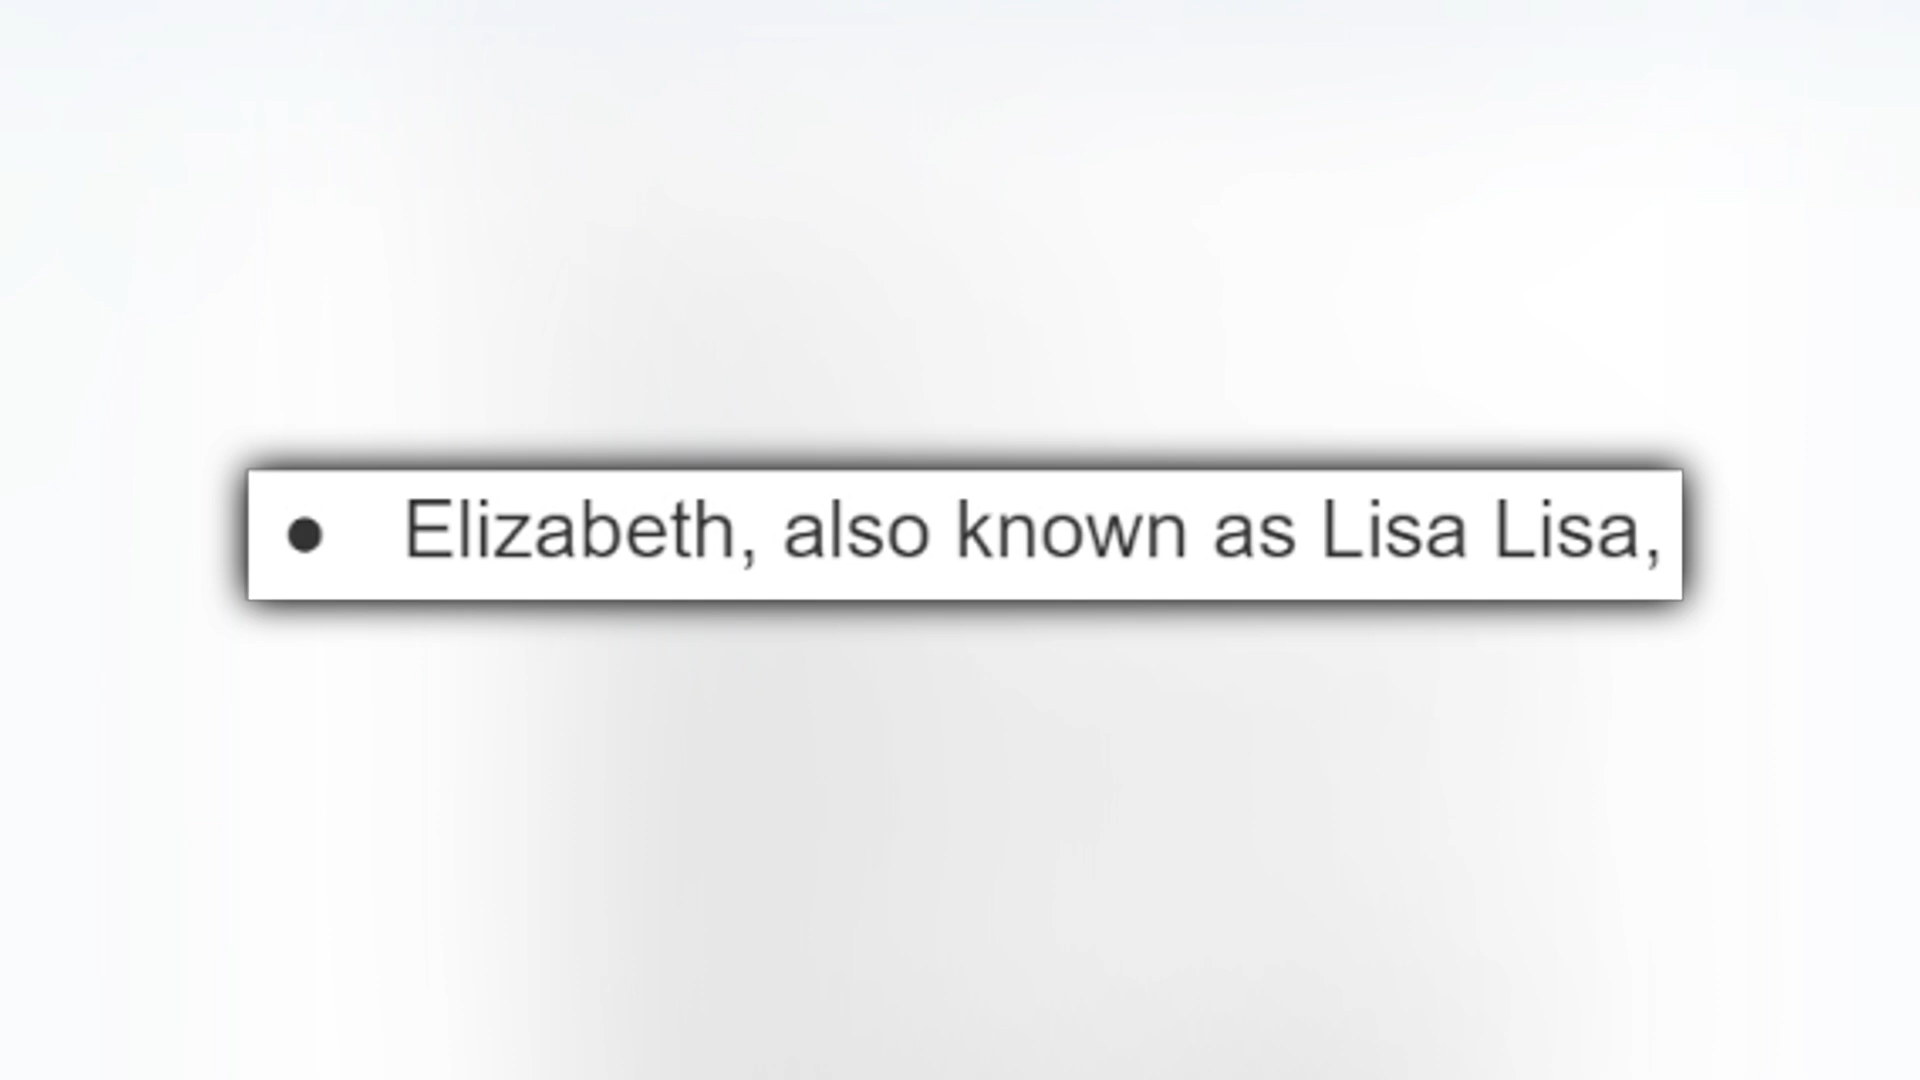 • Elizabeth, also known as Lisa Lisa,